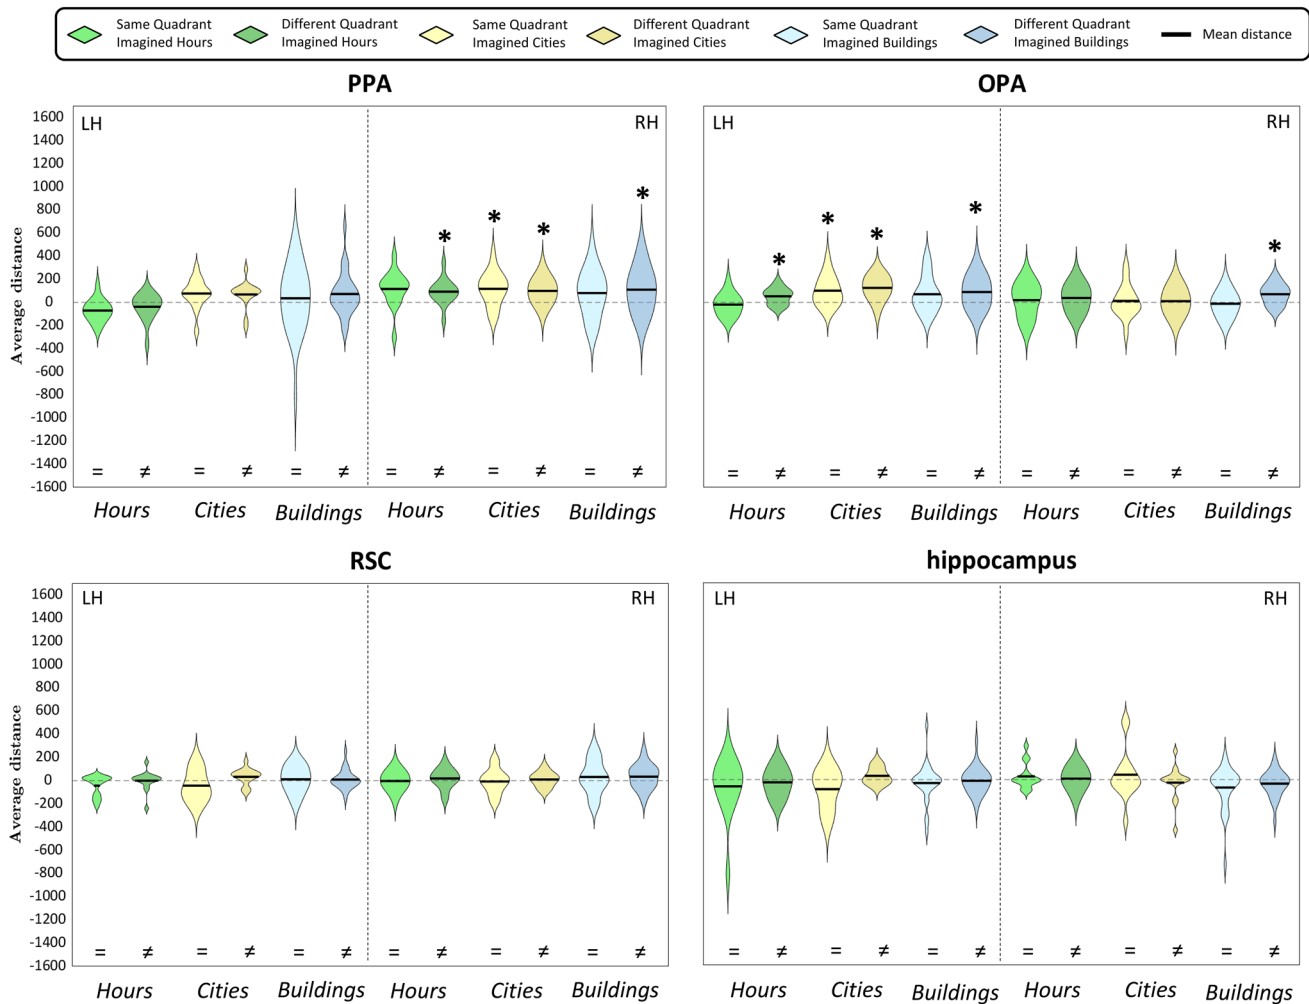 Same Quadrant Imagined Hours
Different Quadrant Imagined Hours
Same Quadrant Imagined Cities
Different Quadrant Imagined Cities
Same Quadrant Imagined Buildings
Different Quadrant Imagined Buildings
Mean distance
PPA
Average distance
1600
1400
1200
1000
800
600
400
200
0
-200
-400
-600
-800
-1000
-1200
-1400
-1600
LH RH
* * * *
= ≠ = ≠ = ≠ = ≠ = ≠ = ≠
Hours Cities Buildings Hours Cities Buildings
OPA
LH RH
* * * * *
= ≠ = ≠ = ≠ = ≠ = ≠ = ≠
Hours Cities Buildings Hours Cities Buildings
RSC
Average distance
1600
1400
1200
1000
800
600
400
200
0
-200
-400
-600
-800
-1000
-1200
-1400
-1600
LH RH
= ≠ = ≠ = ≠ = ≠ = ≠ = ≠
Hours Cities Buildings Hours Cities Buildings
hippocampus
LH RH
= ≠ = ≠ = ≠ = ≠ = ≠ = ≠
Hours Cities Buildings Hours Cities Buildings